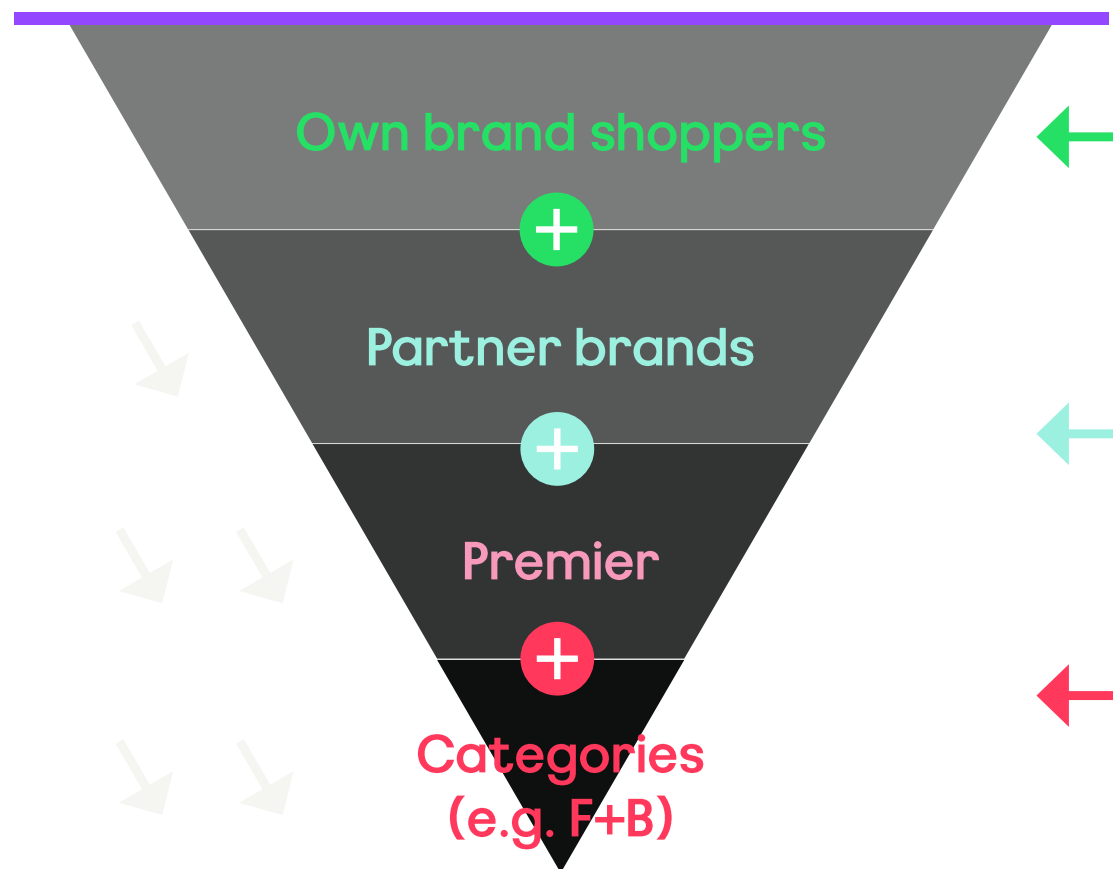 Own brand shoppers
+
Partner brands
+
Premier
+
Categories
(e.g. F+B)